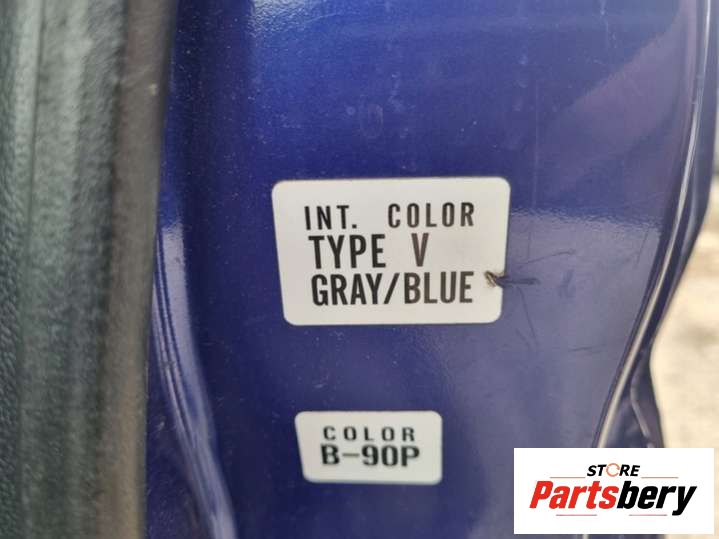 INT. COLOR
TYPE V
GRAY/BLUE
COLOR
B-90P
STORE
Partsbery